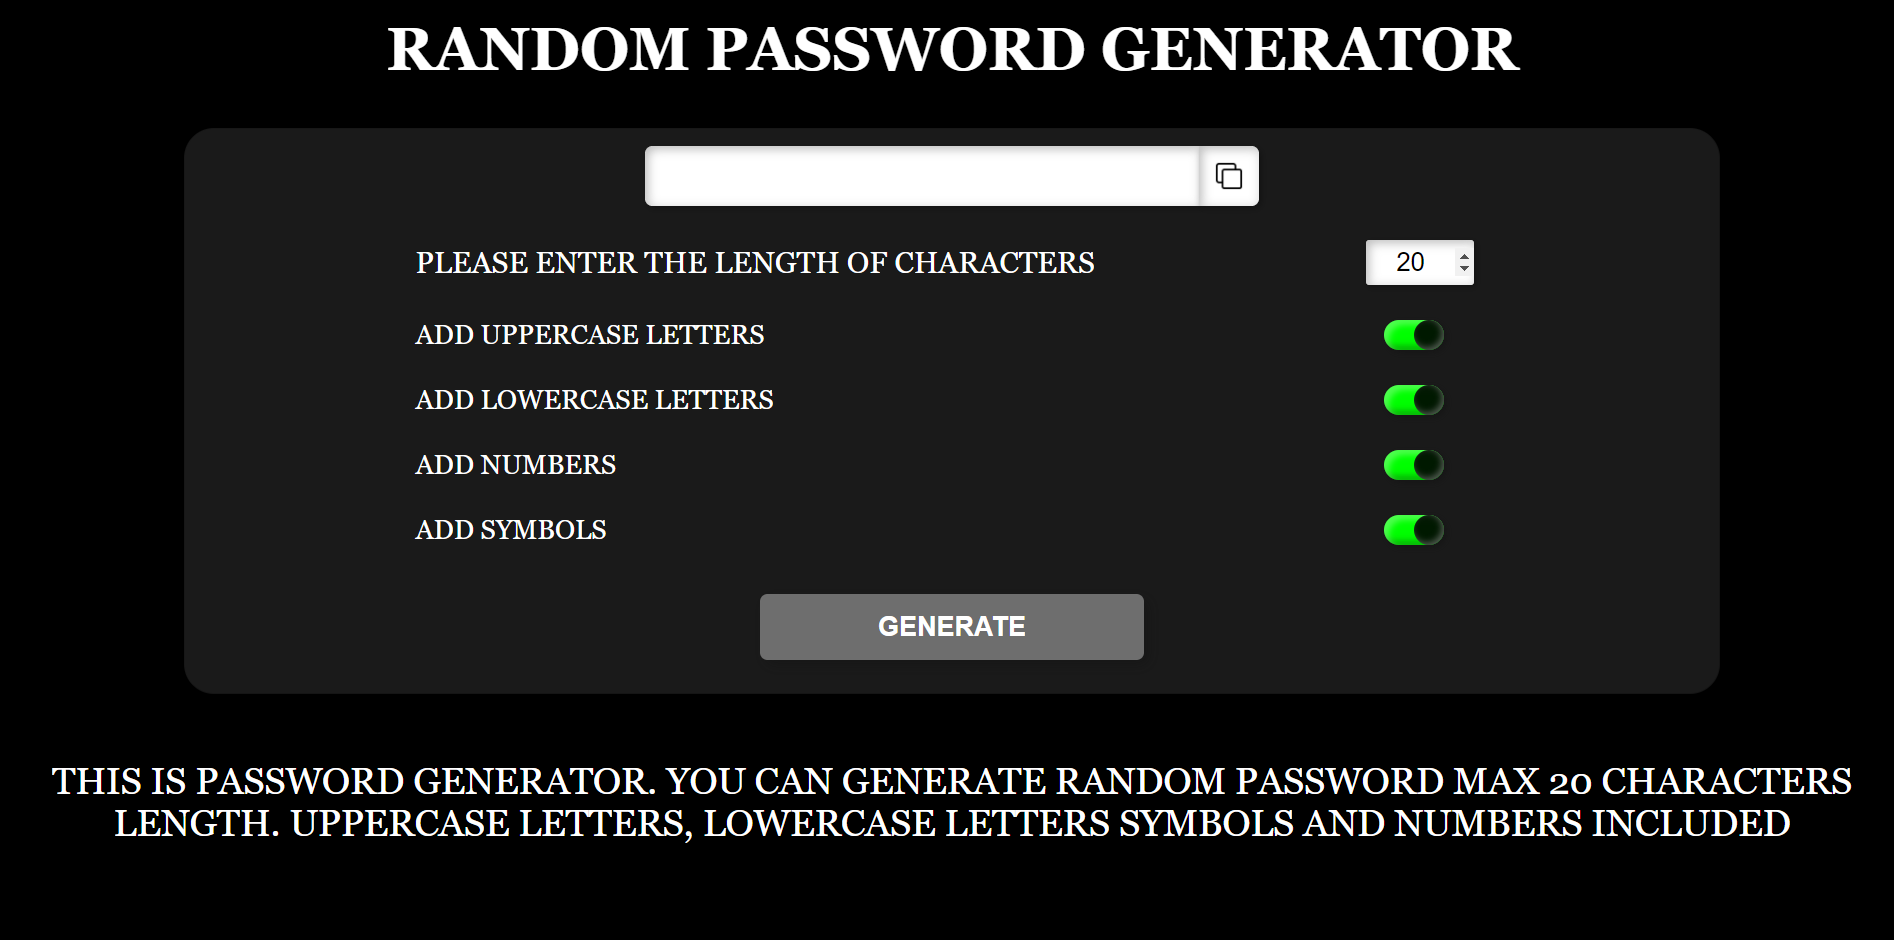 RANDOM PASSWORD GENERATOR
PLEASE ENTER THE LENGTH OF CHARACTERS
20
ADD UPPERCASE LETTERS
ADD LOWERCASE LETTERS
ADD NUMBERS
ADD SYMBOLS
GENERATE
THIS IS PASSWORD GENERATOR. YOU CAN GENERATE RANDOM PASSWORD MAX 20 CHARACTERS
LENGTH. UPPERCASE LETTERS, LOWERCASE LETTERS SYMBOLS AND NUMBERS INCLUDED